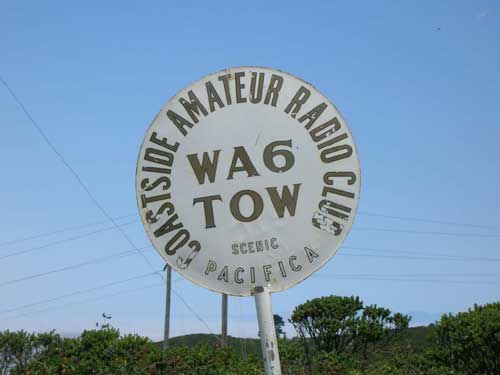 COASTSIDE AMATEUR RADIO CLUB
WA6
TOW
SCENIC
PACIFICA